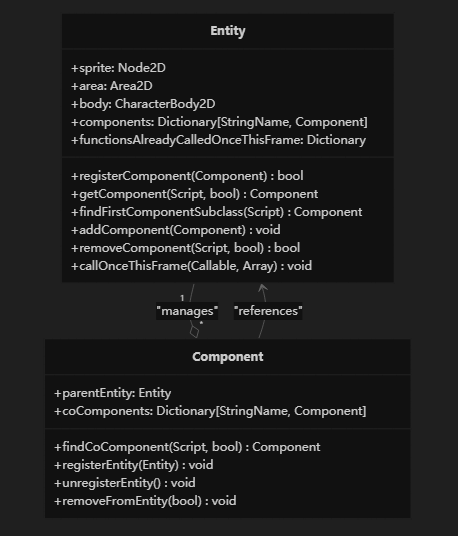 Entity
+sprite: Node2D
+area: Area2D
+body: CharacterBody2D
+components: Dictionary[StringName, Component]
+functionsAlreadyCalledOnceThisFrame: Dictionary
+registerComponent(Component) : bool
+getComponent(Script, bool) : Component
+findFirstComponentSubclass(Script) : Component
+addComponent(Component) : void
+removeComponent(Script, bool) : bool
+callOnceThisFrame(Callable, Array) : void
1
"manages" "references"
*
Component
+parentEntity: Entity
+coComponents: Dictionary[StringName, Component]
+findCoComponent(Script, bool) : Component
+registerEntity(Entity) : void
+unregisterEntity() : void
+removeFromEntity(bool) : void